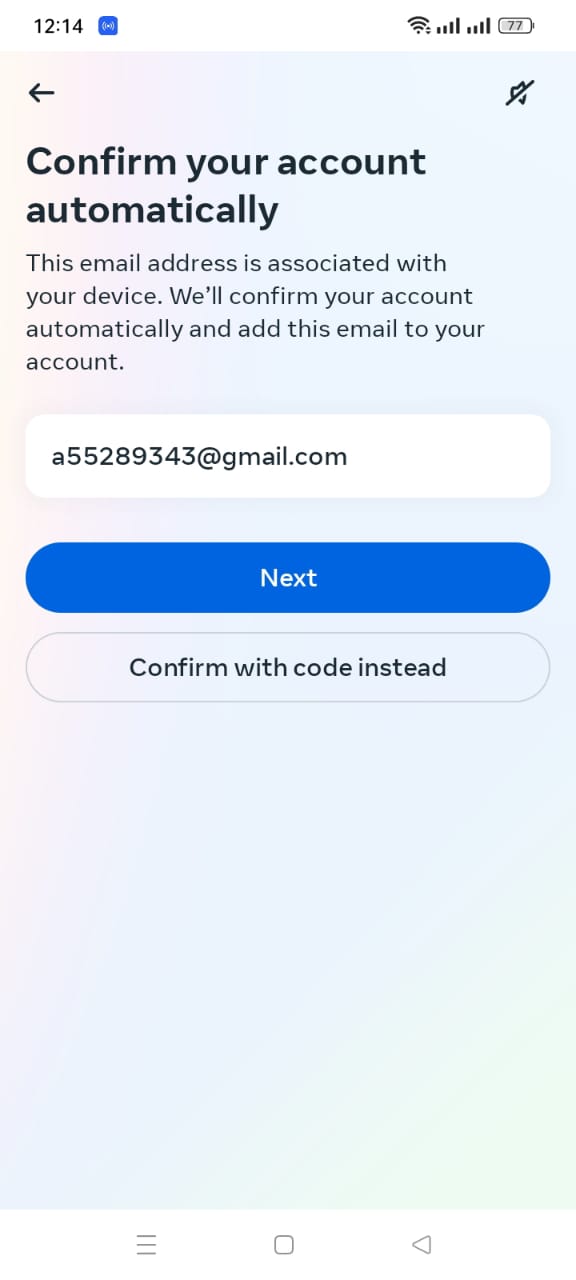 12:14
77
Confirm your account
automatically
This email address is associated with
your device. We’ll confirm your account
automatically and add this email to your
account.
a55289343@gmail.com
Next
Confirm with code instead